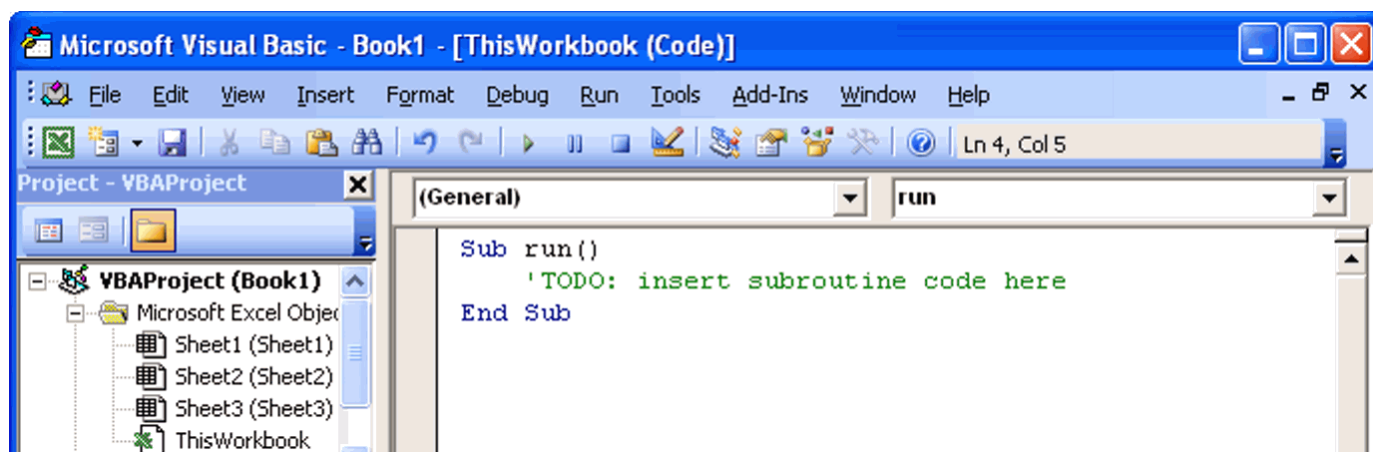 Microsoft Visual Basic - Book1 - [ThisWorkbook (Code)]
File Edit View Insert Format Debug Run Tools Add-Ins Window Help
Ln 4, Col 5
Project - VBAProject
(General) run
VBAProject (Book1)
Microsoft Excel Objec
Sheet1 (Sheet1)
Sheet2 (Sheet2)
Sheet3 (Sheet3)
ThisWorkbook
Sub run()
'TODO: insert subroutine code here
End Sub